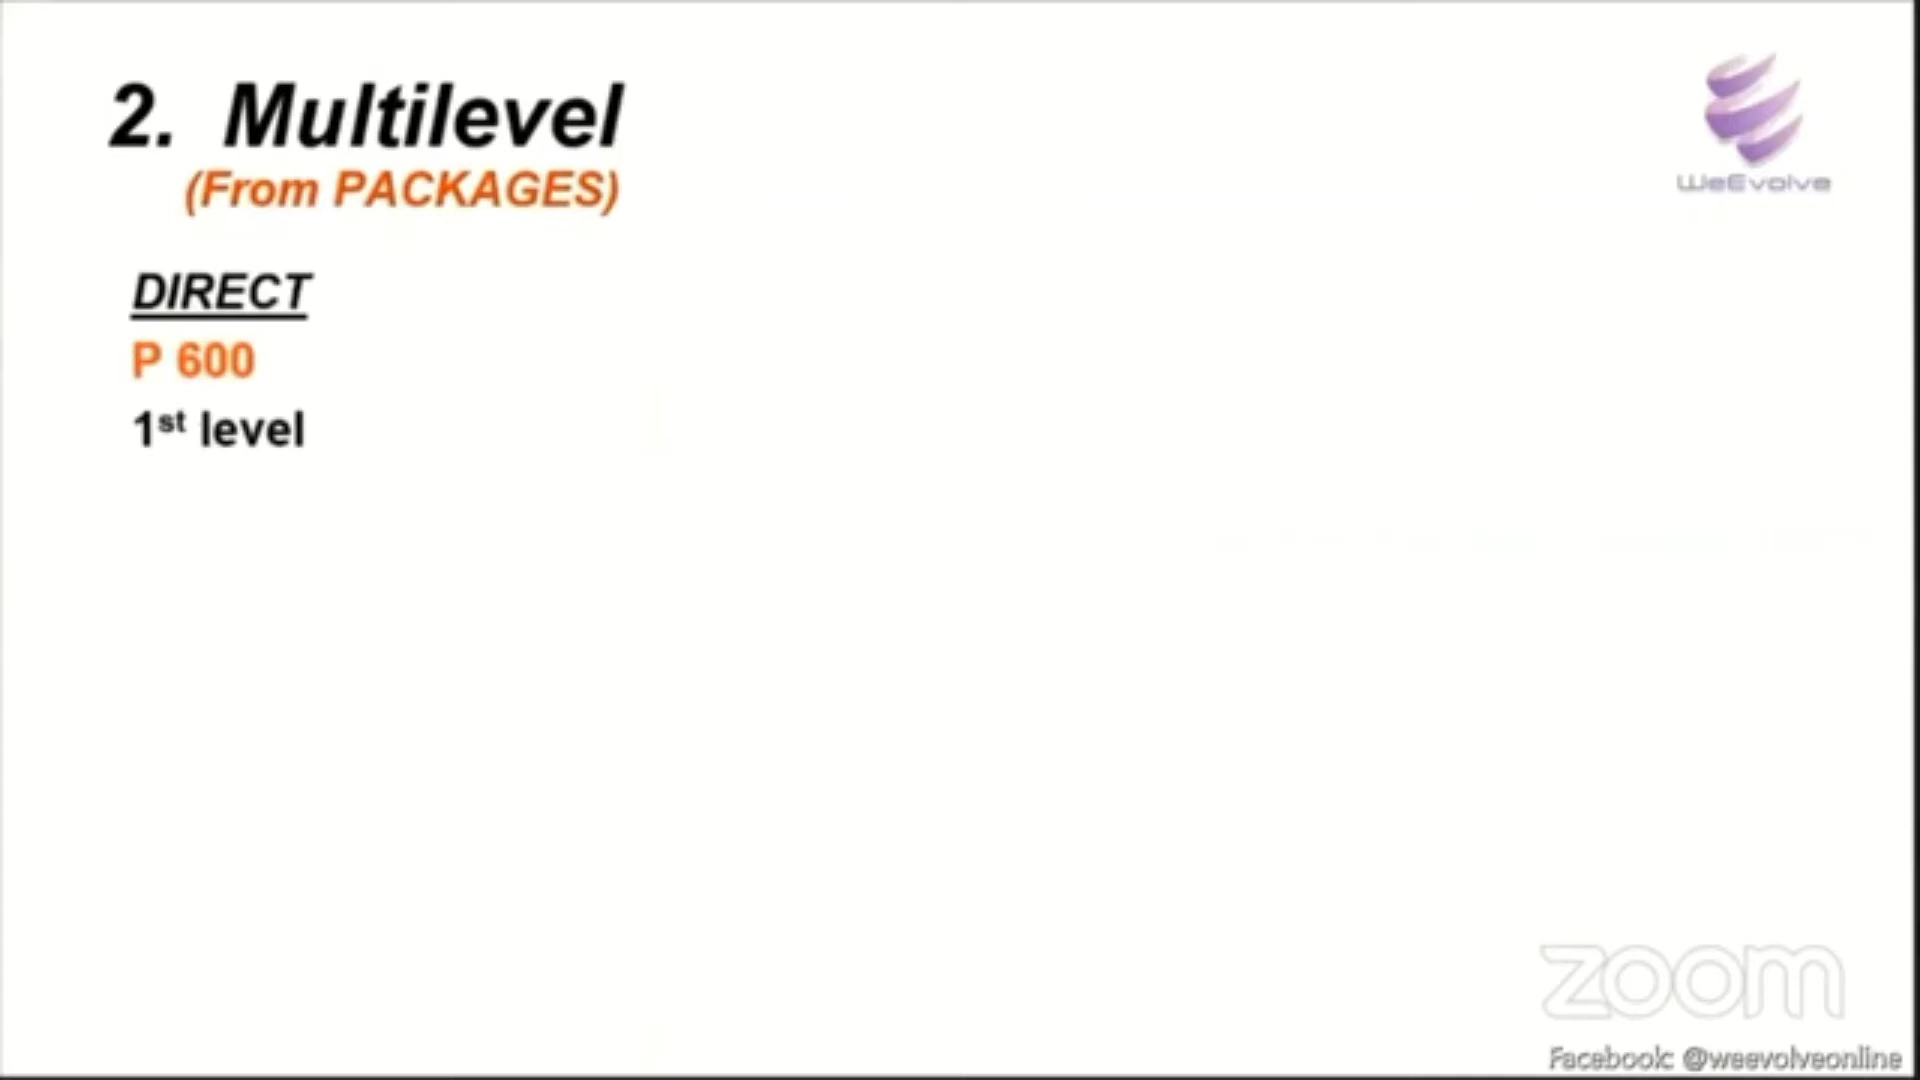 2. Multilevel
(From PACKAGES)
WeEvolve
DIRECT
P 600
1st level
zoom
Facebook: @weevolveonline